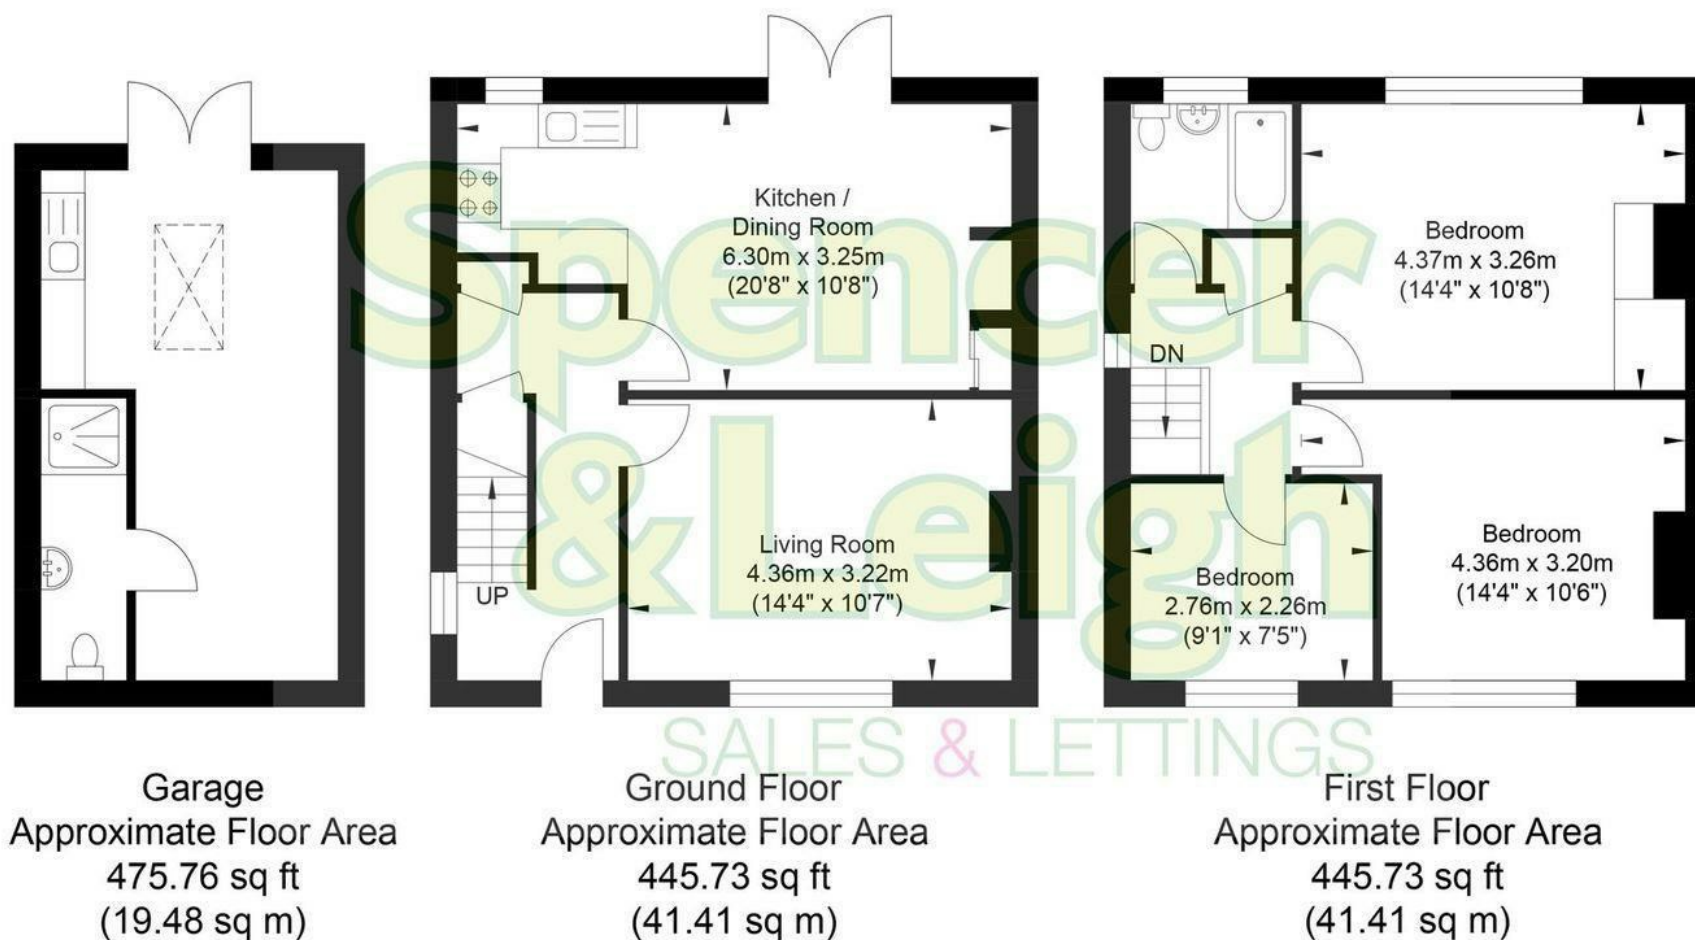 Kitchen /
Dining Room
6.30m x 3.25m
(20'8" x 10'8")
UP
Living Room
4.36m x 3.22m
(14'4" x 10'7")
Bedroom
4.37m x 3.26m
(14'4" x 10'8")
DN
Bedroom
2.76m x 2.26m
(9'1" x 7'5")
Bedroom
4.36m x 3.20m
(14'4" x 10'6")
Spencer
& Leigh
SALES & LETTINGS
Garage
Approximate Floor Area
475.76 sq ft
(19.48 sq m)
Ground Floor
Approximate Floor Area
445.73 sq ft
(41.41 sq m)
First Floor
Approximate Floor Area
445.73 sq ft
(41.41 sq m)